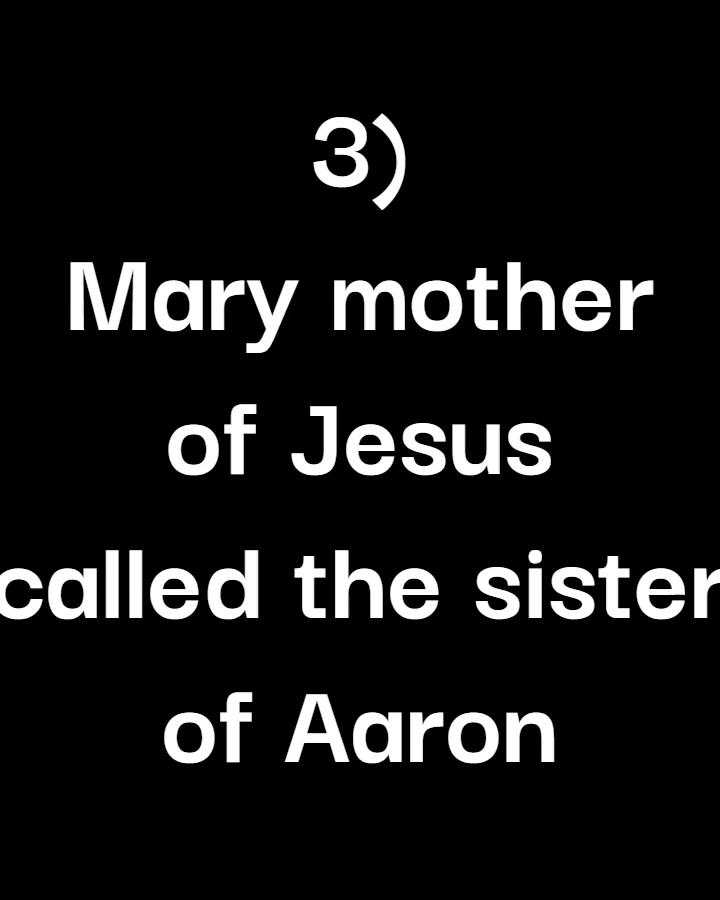 3)
Mary mother
of Jesus
called the sister
of Aaron